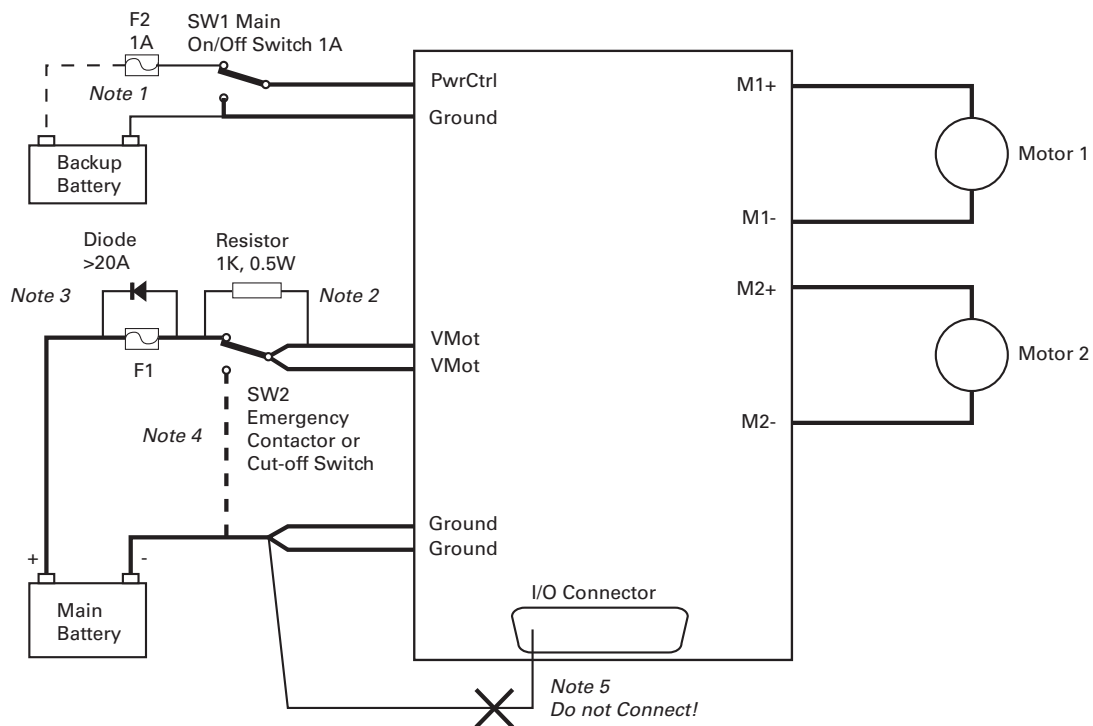 F2
1A
SW1 Main
On/Off Switch 1A
Note 1
Backup
Battery
PwrCtrl
Ground
M1+
Motor 1
M1-
Diode
>20A
Resistor
1K, 0.5W
Note 3
Note 2
F1
VMot
VMot
M2+
Motor 2
M2-
SW2
Emergency
Contactor or
Cut-off Switch
Note 4
Ground
Ground
+
-
Main
Battery
I/O Connector
Note 5
Do not Connect!